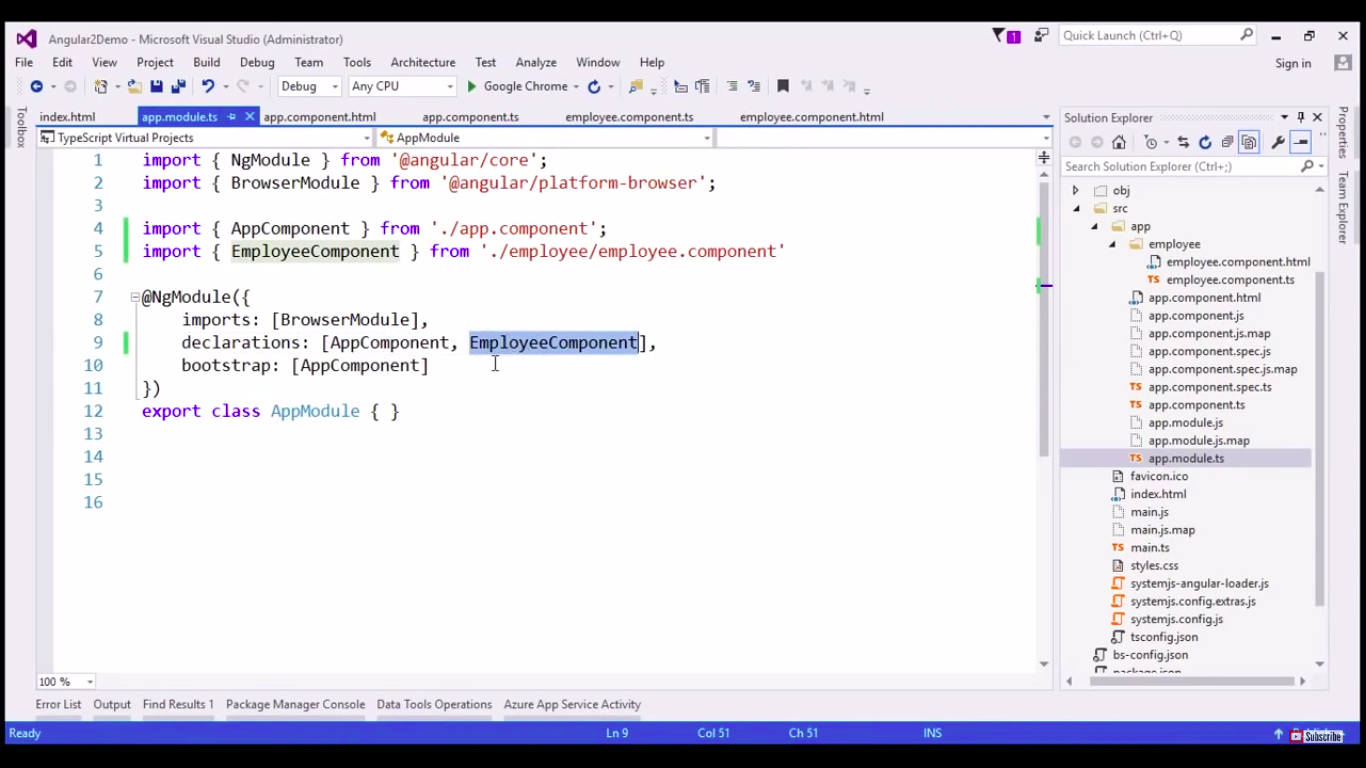 Angular2Demo - Microsoft Visual Studio (Administrator)
1
Quick Launch (Ctrl+Q)
File Edit View Project Build Debug Team Tools Architecture Test Analyze Window Help
Sign in
Debug Any CPU Google Chrome
Toolbox
index.html app.module.ts app.component.html app.component.ts employee.component.ts employee.component.html
TypeScript Virtual Projects AppModule
1 import { NgModule } from '@angular/core';
2 import { BrowserModule } from '@angular/platform-browser';
3
4 import { AppComponent } from './app.component';
5 import { EmployeeComponent } from './employee/employee.component'
6
7 @NgModule({
8 imports: [BrowserModule],
9 declarations: [AppComponent, EmployeeComponent],
10 bootstrap: [AppComponent]
11 })
12 export class AppModule { }
13
14
15
16
100 %
Solution Explorer
Search Solution Explorer (Ctrl+;)
obj
src
app
employee
employee.component.html
employee.component.ts
app.component.html
app.component.js
app.component.js.map
app.component.spec.js
app.component.spec.js.map
app.component.spec.ts
app.component.ts
app.module.js
app.module.js.map
app.module.ts
favicon.ico
index.html
main.js
main.js.map
main.ts
styles.css
systemjs-angular-loader.js
systemjs.config.extras.js
systemjs.config.js
tsconfig.json
bs-config.json
package.json
Properties
Team Explorer
Error List Output Find Results 1 Package Manager Console Data Tools Operations Azure App Service Activity
Ready Ln 9 Col 51 Ch 51 INS
Subscribe